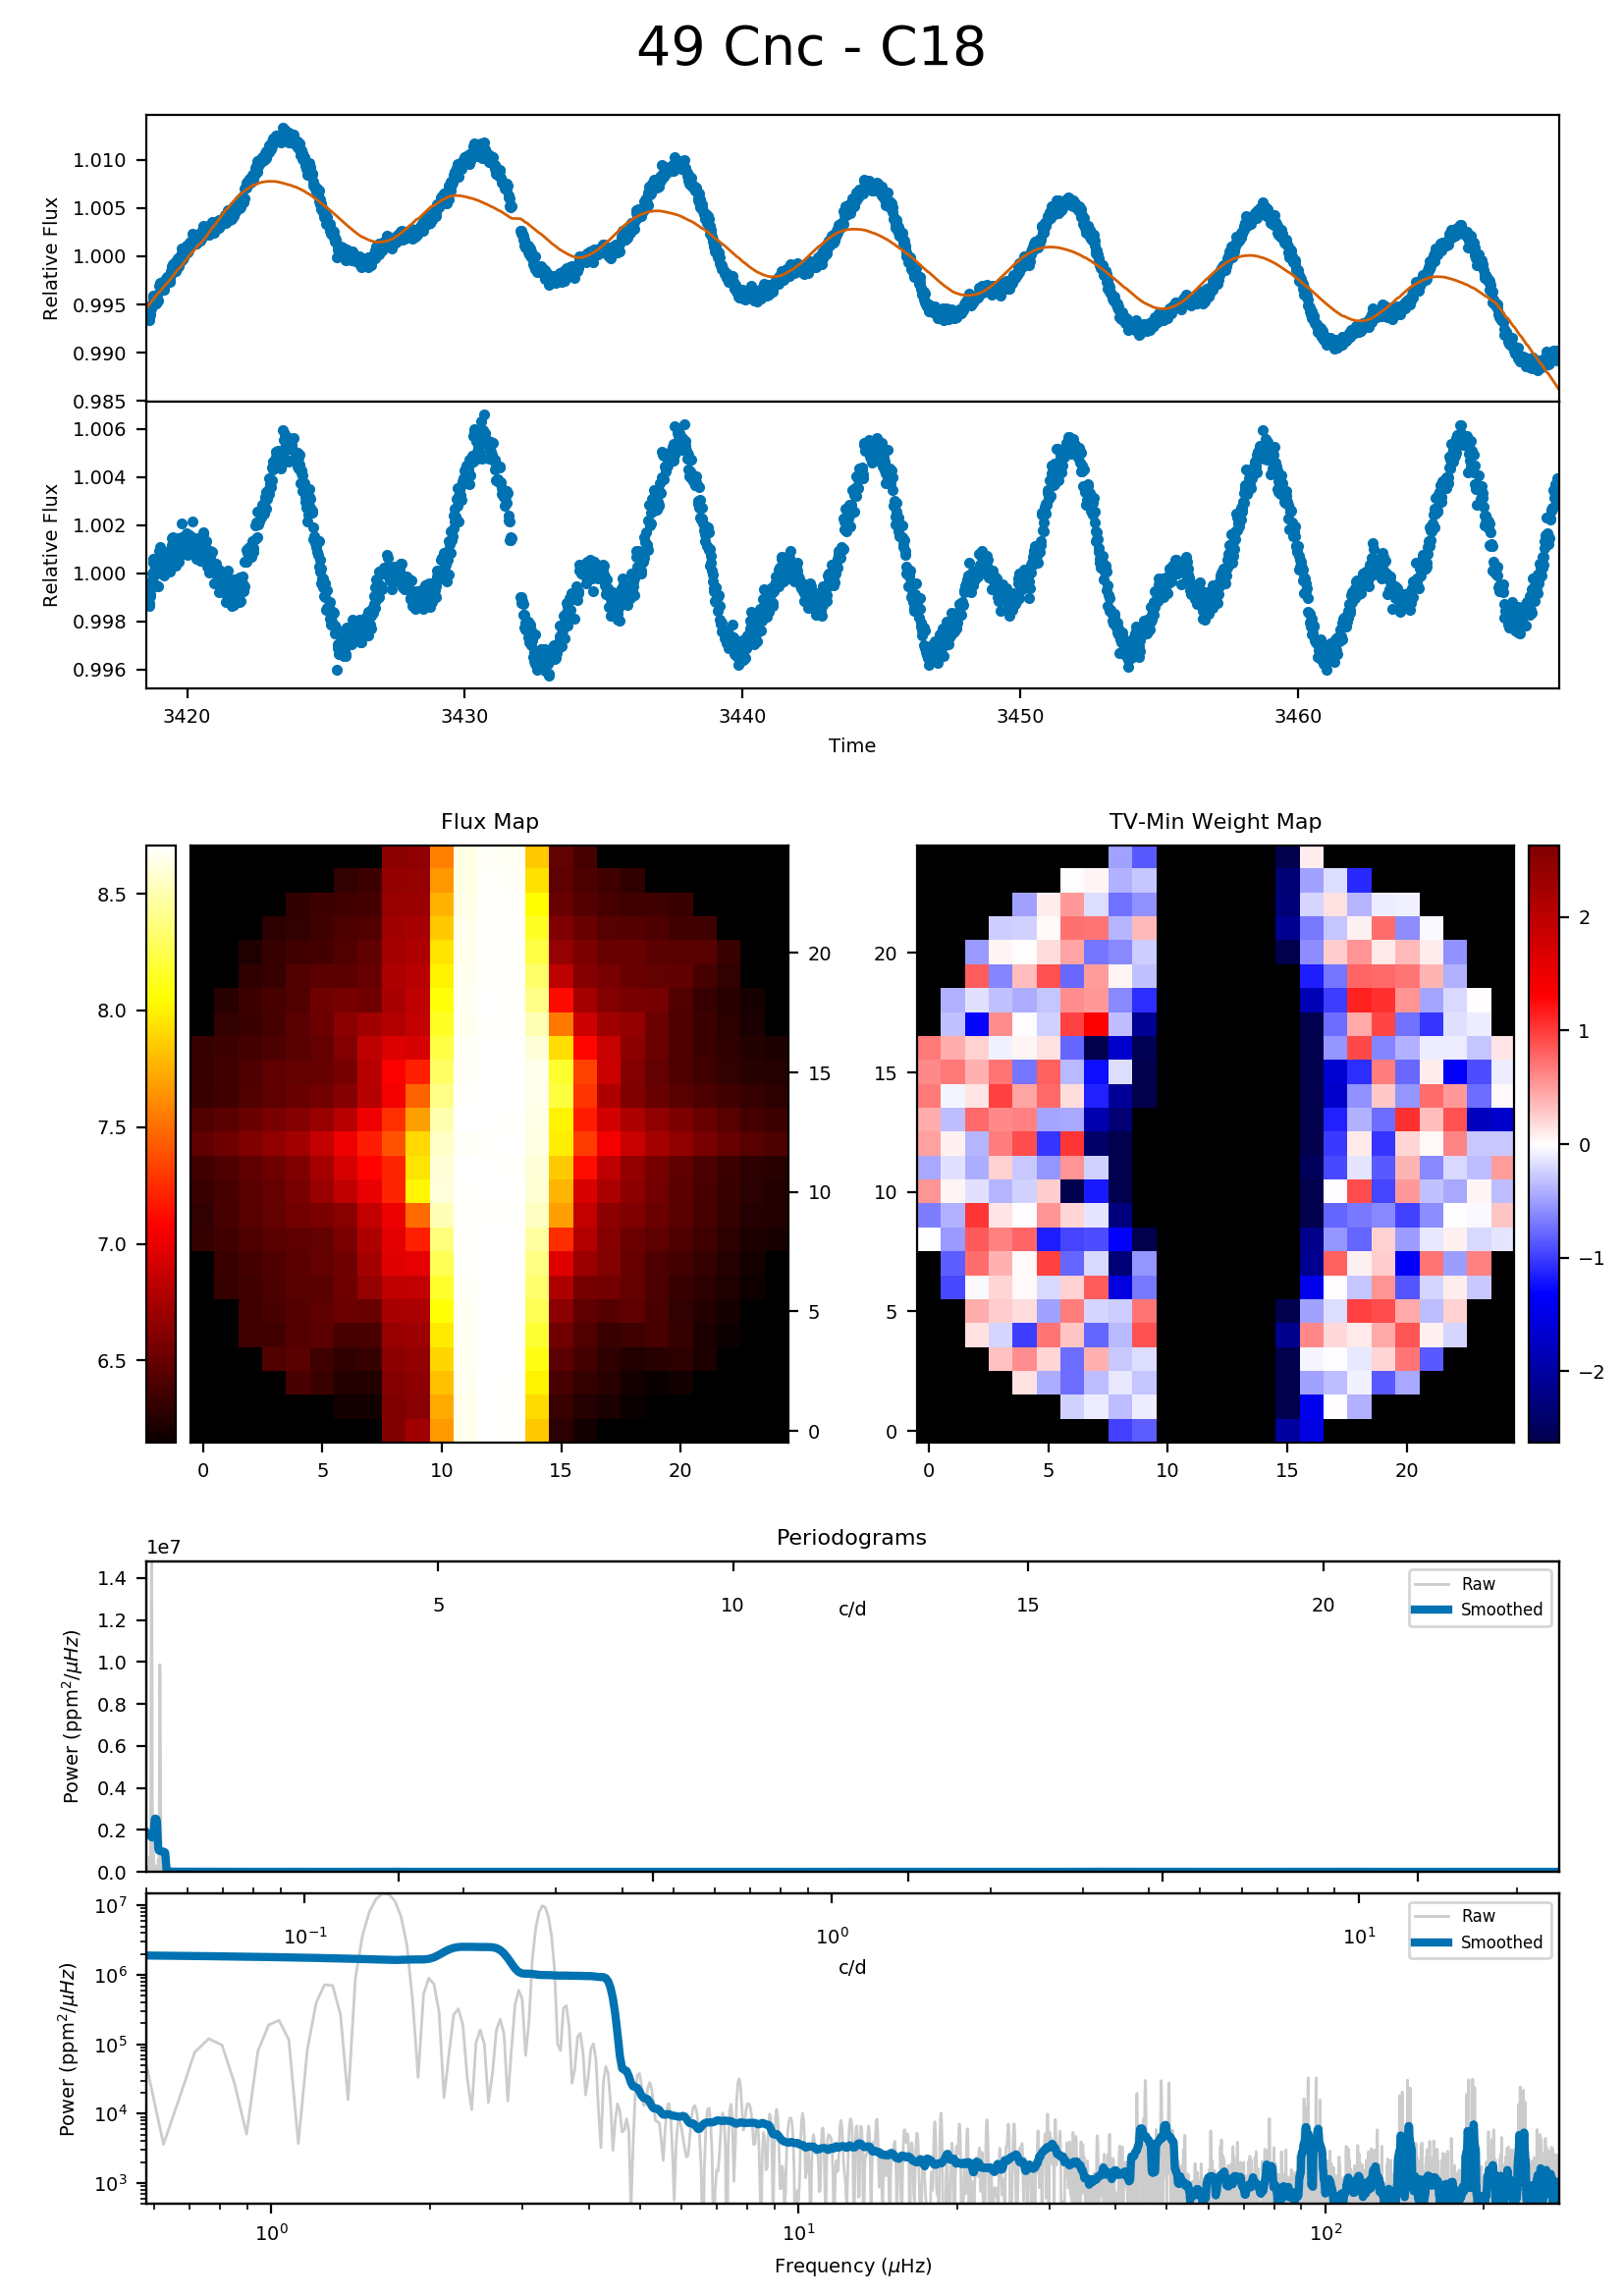 49 Cnc - C18
1.010
1.005
1.000
0.995
0.990
0.985
Relative Flux
1.006
1.004
1.002
1.000
0.998
0.996
Relative Flux
3420 3430 3440 3450 3460
Time
Flux Map
8.5
8.0
7.5
7.0
6.5
20
15
10
5
0
0 5 10 15 20
TV-Min Weight Map
20
15
10
5
0
0 5 10 15 20
2
1
0
−1
−2
Periodograms
1e7
1.4
1.2
1.0
0.8
0.6
0.4
0.2
0.0
Power (ppm²/μHz)
5 10 15 20
c/d
Raw
Smoothed
10⁷
10⁶
10⁵
10⁴
10³
Power (ppm²/μHz)
10⁻¹ 10⁰ 10¹
c/d
Raw
Smoothed
10⁰ 10¹ 10²
Frequency (μHz)